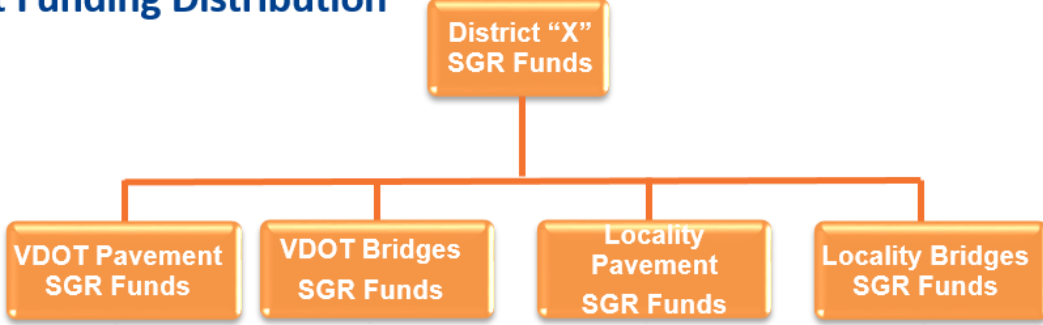 t Funding Distribution
District “X”
SGR Funds
VDOT Pavement
SGR Funds
VDOT Bridges
SGR Funds
Locality
Pavement
SGR Funds
Locality Bridges
SGR Funds